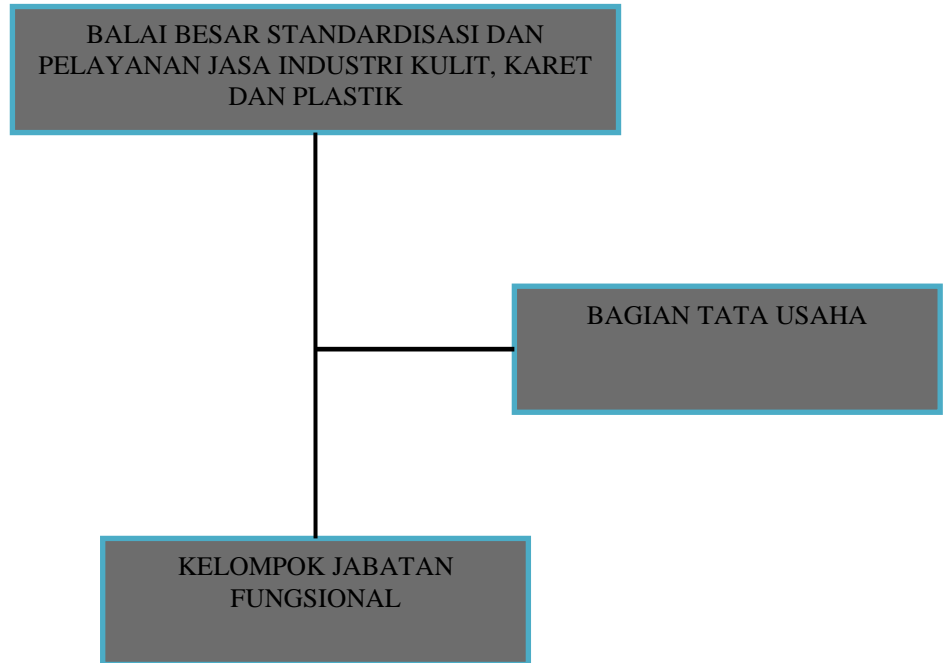 BALAI BESAR STANDARDISASI DAN
PELAYANAN JASA INDUSTRI KULIT, KARET
DAN PLASTIK
BAGIAN TATA USAHA
KELOMPOK JABATAN
FUNGSIONAL